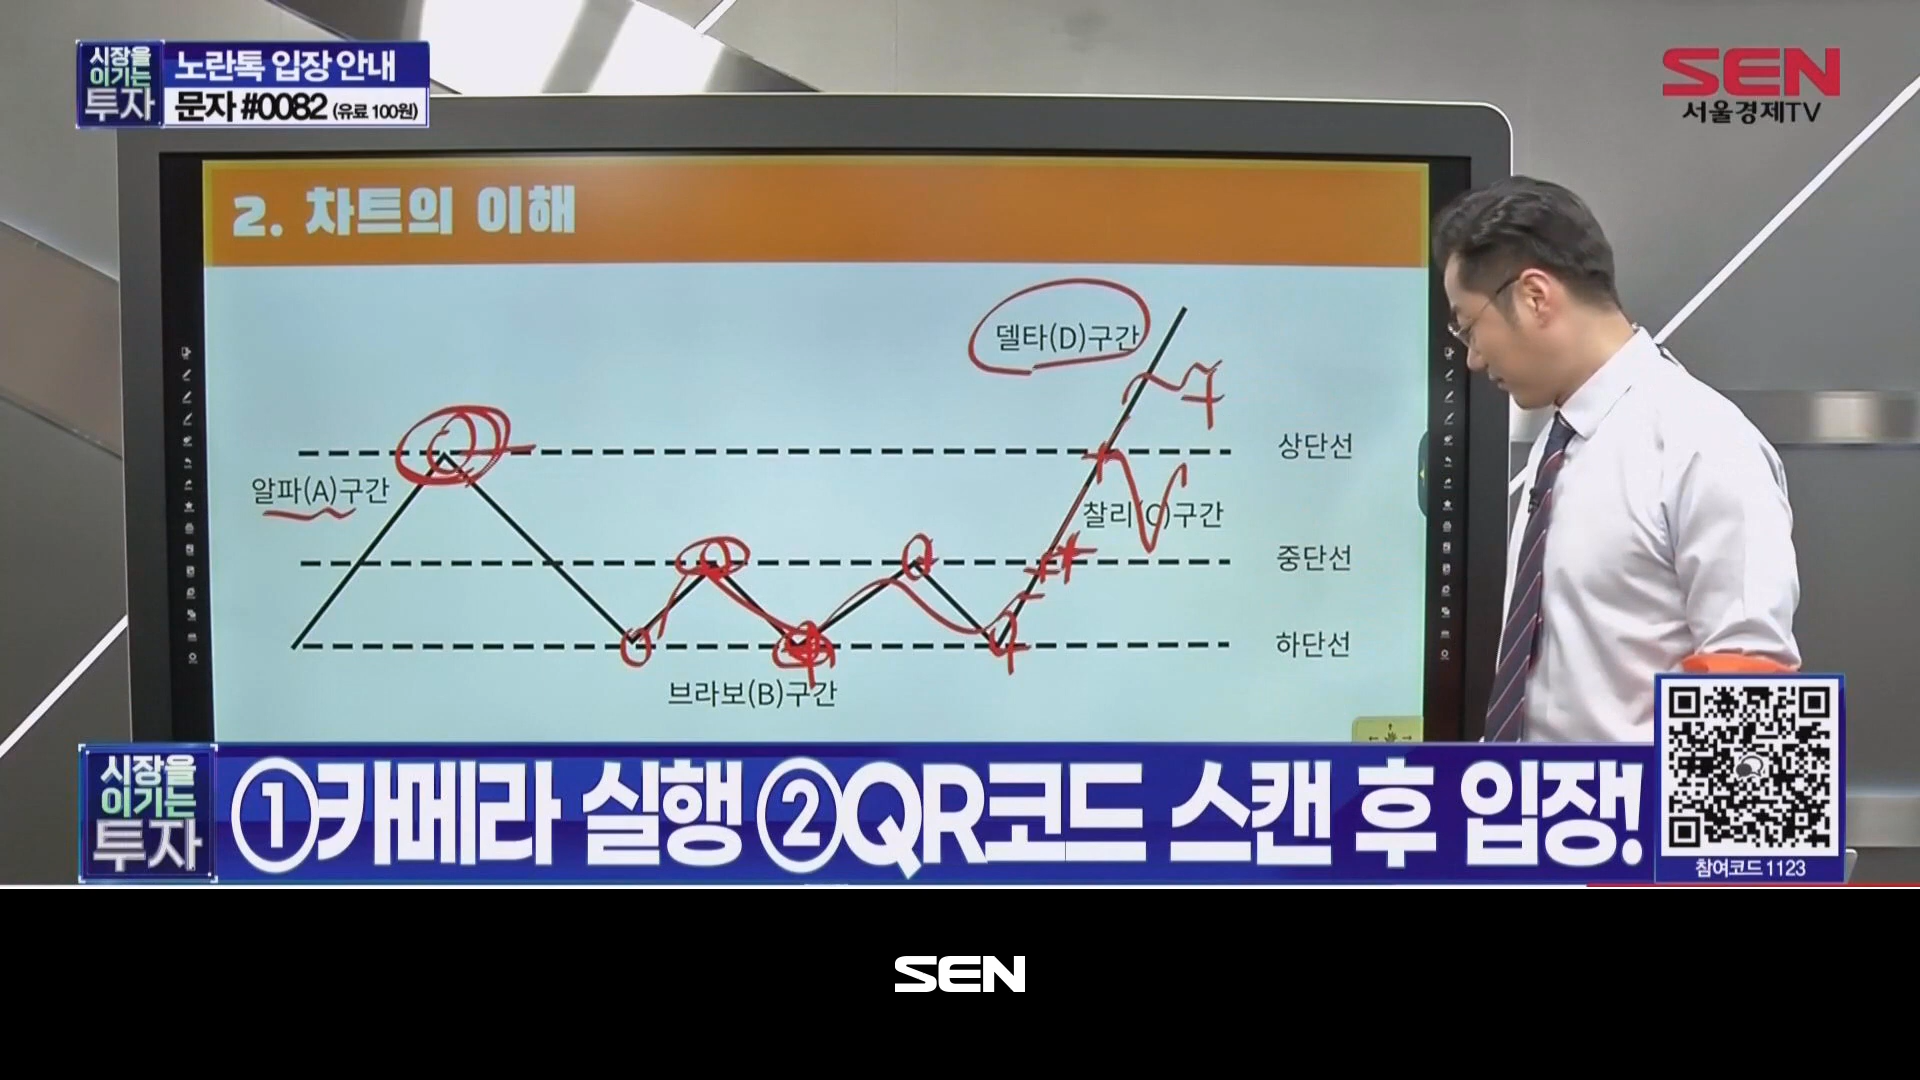 시장을
이기는
투자
노란톡 입장 안내
문자 #0082 (유료 100원)
SEN
서울경제TV
2. 차트의 이해
델타(D)구간
상단선
알파(A)구간
찰리(C)구간
중단선
하단선
브라보(B)구간
시장을
이기는
투자
①카메라 실행 ②QR코드 스캔 후 입장!
참여코드 1123
SEN